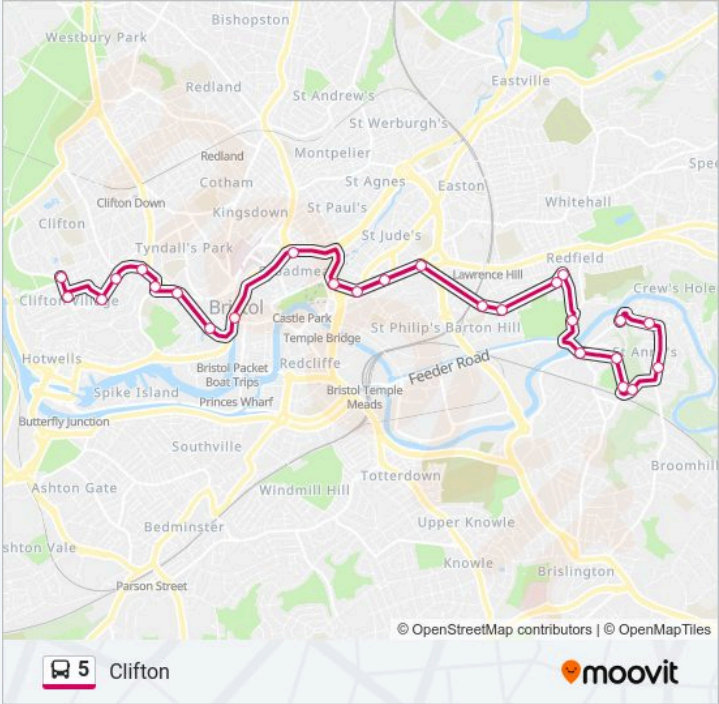 Bishopston
Westbury Park
Eastville
Redland
St Andrew's
St Werburgh's
Redland
Montpelier
Spee
Cotham
St Agnes
Easton
Clifton Down
Whitehall
Kingsdown
St Paul's
Clifton
St Jude's
Tyndall's Park
Redfield
Lawrence Hill
Crew's Hole
Clifton Village
Bristol
Castle Park
St Philip's
Barton Hill
Temple Bridge
St Annes
Hotwells
Redcliffe
Feeder Road
Bristol Packet
Boat Trips
Spike Island
Bristol Temple
Meads
Princes Wharf
Butterfly Junction
Southville
Broomhill
Totterdown
Ashton Gate
Windmill Hill
Bedminster
Upper Knowle
shton Vale
Knowle
Brislington
Parson Street
© OpenStreetMap contributors | © OpenMapTiles
5 Clifton
moovit